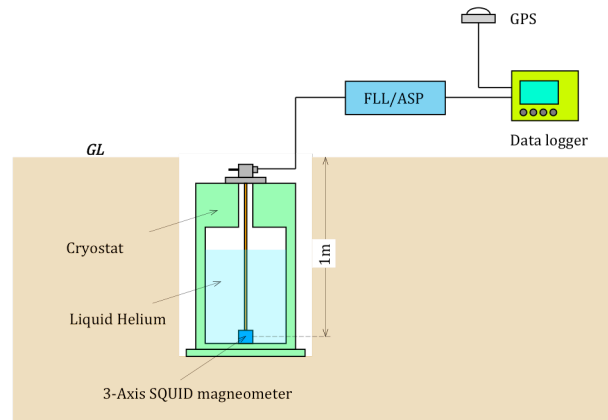 GPS
FLL/ASP
Data logger
GL
Cryostat
1m
Liquid Helium
3-Axis SQUID magneometer